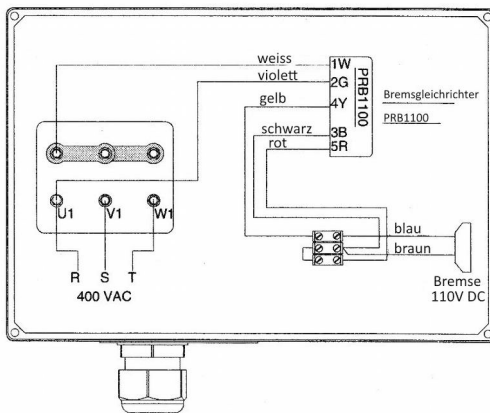 weiss
1W
violett
2G
gelb
4Y
PRB1100
Bremsgleichrichter
schwarz
3B
PRB1100
rot
5R
U1
V1
W1
blau
braun
R
S
T
400 VAC
Bremse
110V DC